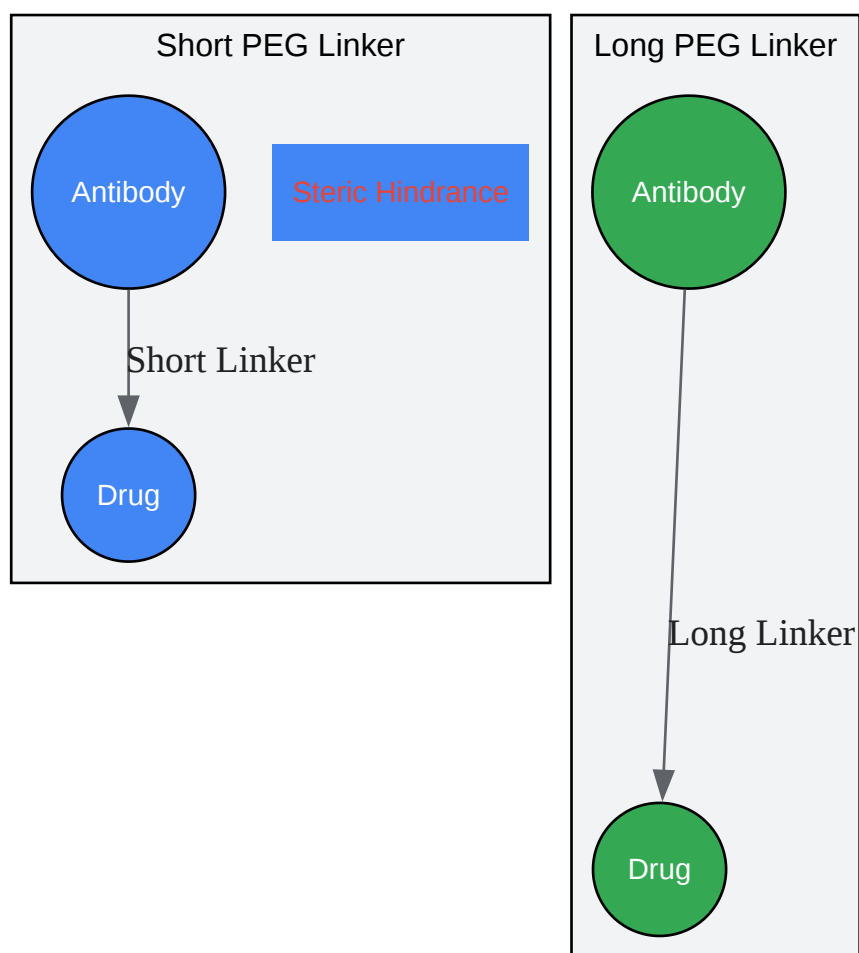 Short PEG Linker
Antibody
Steric Hindrance
Short Linker
Drug
Long PEG Linker
Antibody
Long Linker
Drug